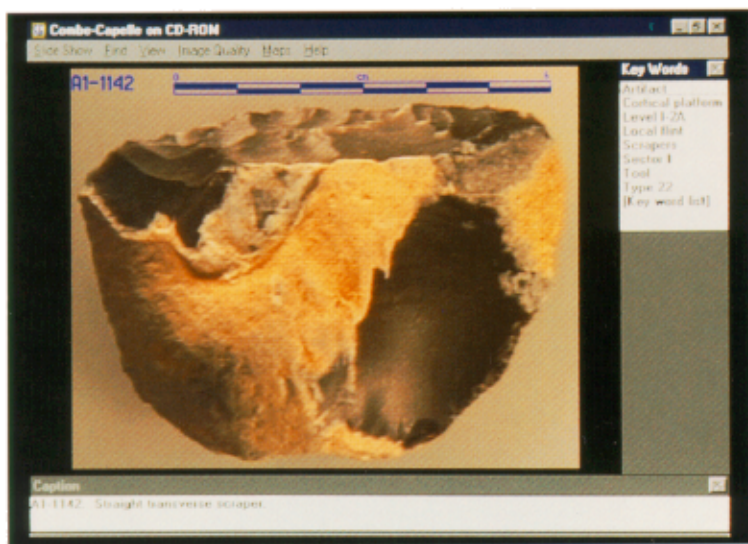 Combe-Capelle on CD-ROM
Slide Show Find View Image Quality Maps Help
A1-1142
0 cm
Key Words
Artifact
Cortical platform
Level I-2A
Local flint
Scrapers
Sector I
Tool
Type 22
[Key word list]
Caption
A1-1142: Straight transverse scraper.